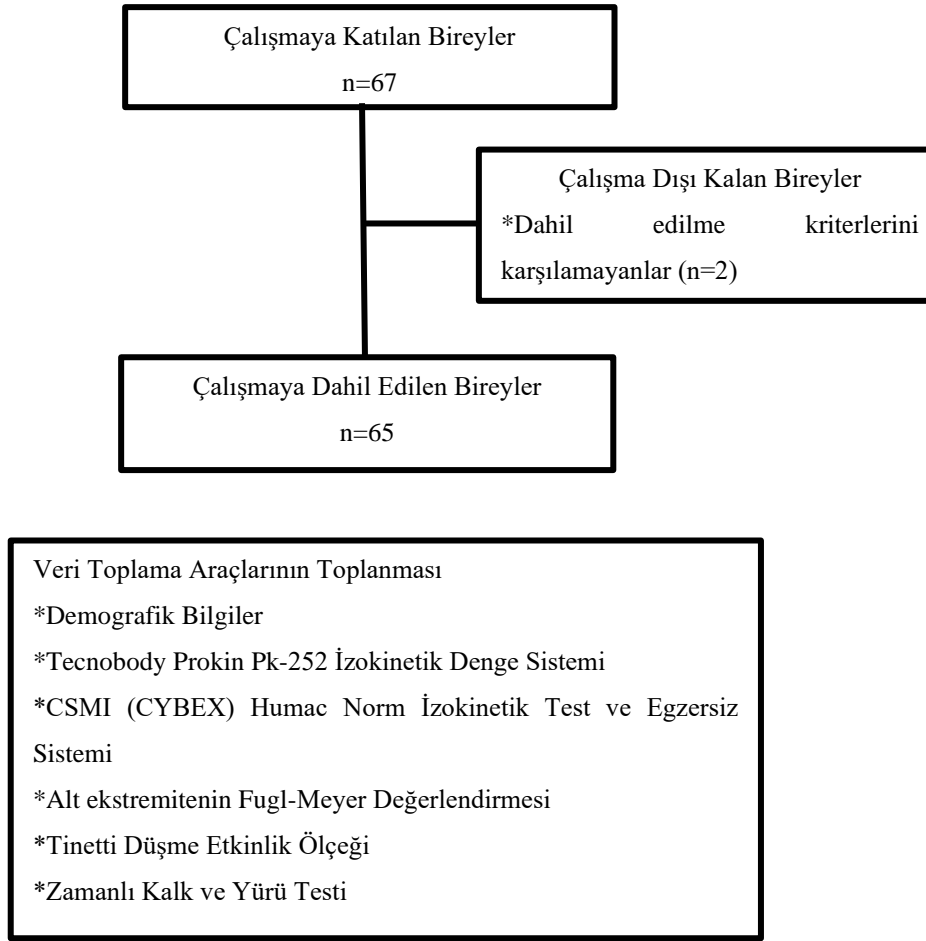 Çalışmaya Katılan Bireyler
n=67
Çalışma Dışı Kalan Bireyler
*Dahil edilme kriterlerini
karşılamayanlar (n=2)
Çalışmaya Dahil Edilen Bireyler
n=65
Veri Toplama Araçlarının Toplanması
*Demografik Bilgiler
*Tecnobody Prokin Pk-252 İzokinetik Denge Sistemi
*CSMI (CYBEX) Humac Norm İzokinetik Test ve Egzersiz
Sistemi
*Alt ekstremitenin Fugl-Meyer Değerlendirmesi
*Tinetti Düşme Etkinlik Ölçeği
*Zamanlı Kalk ve Yürü Testi